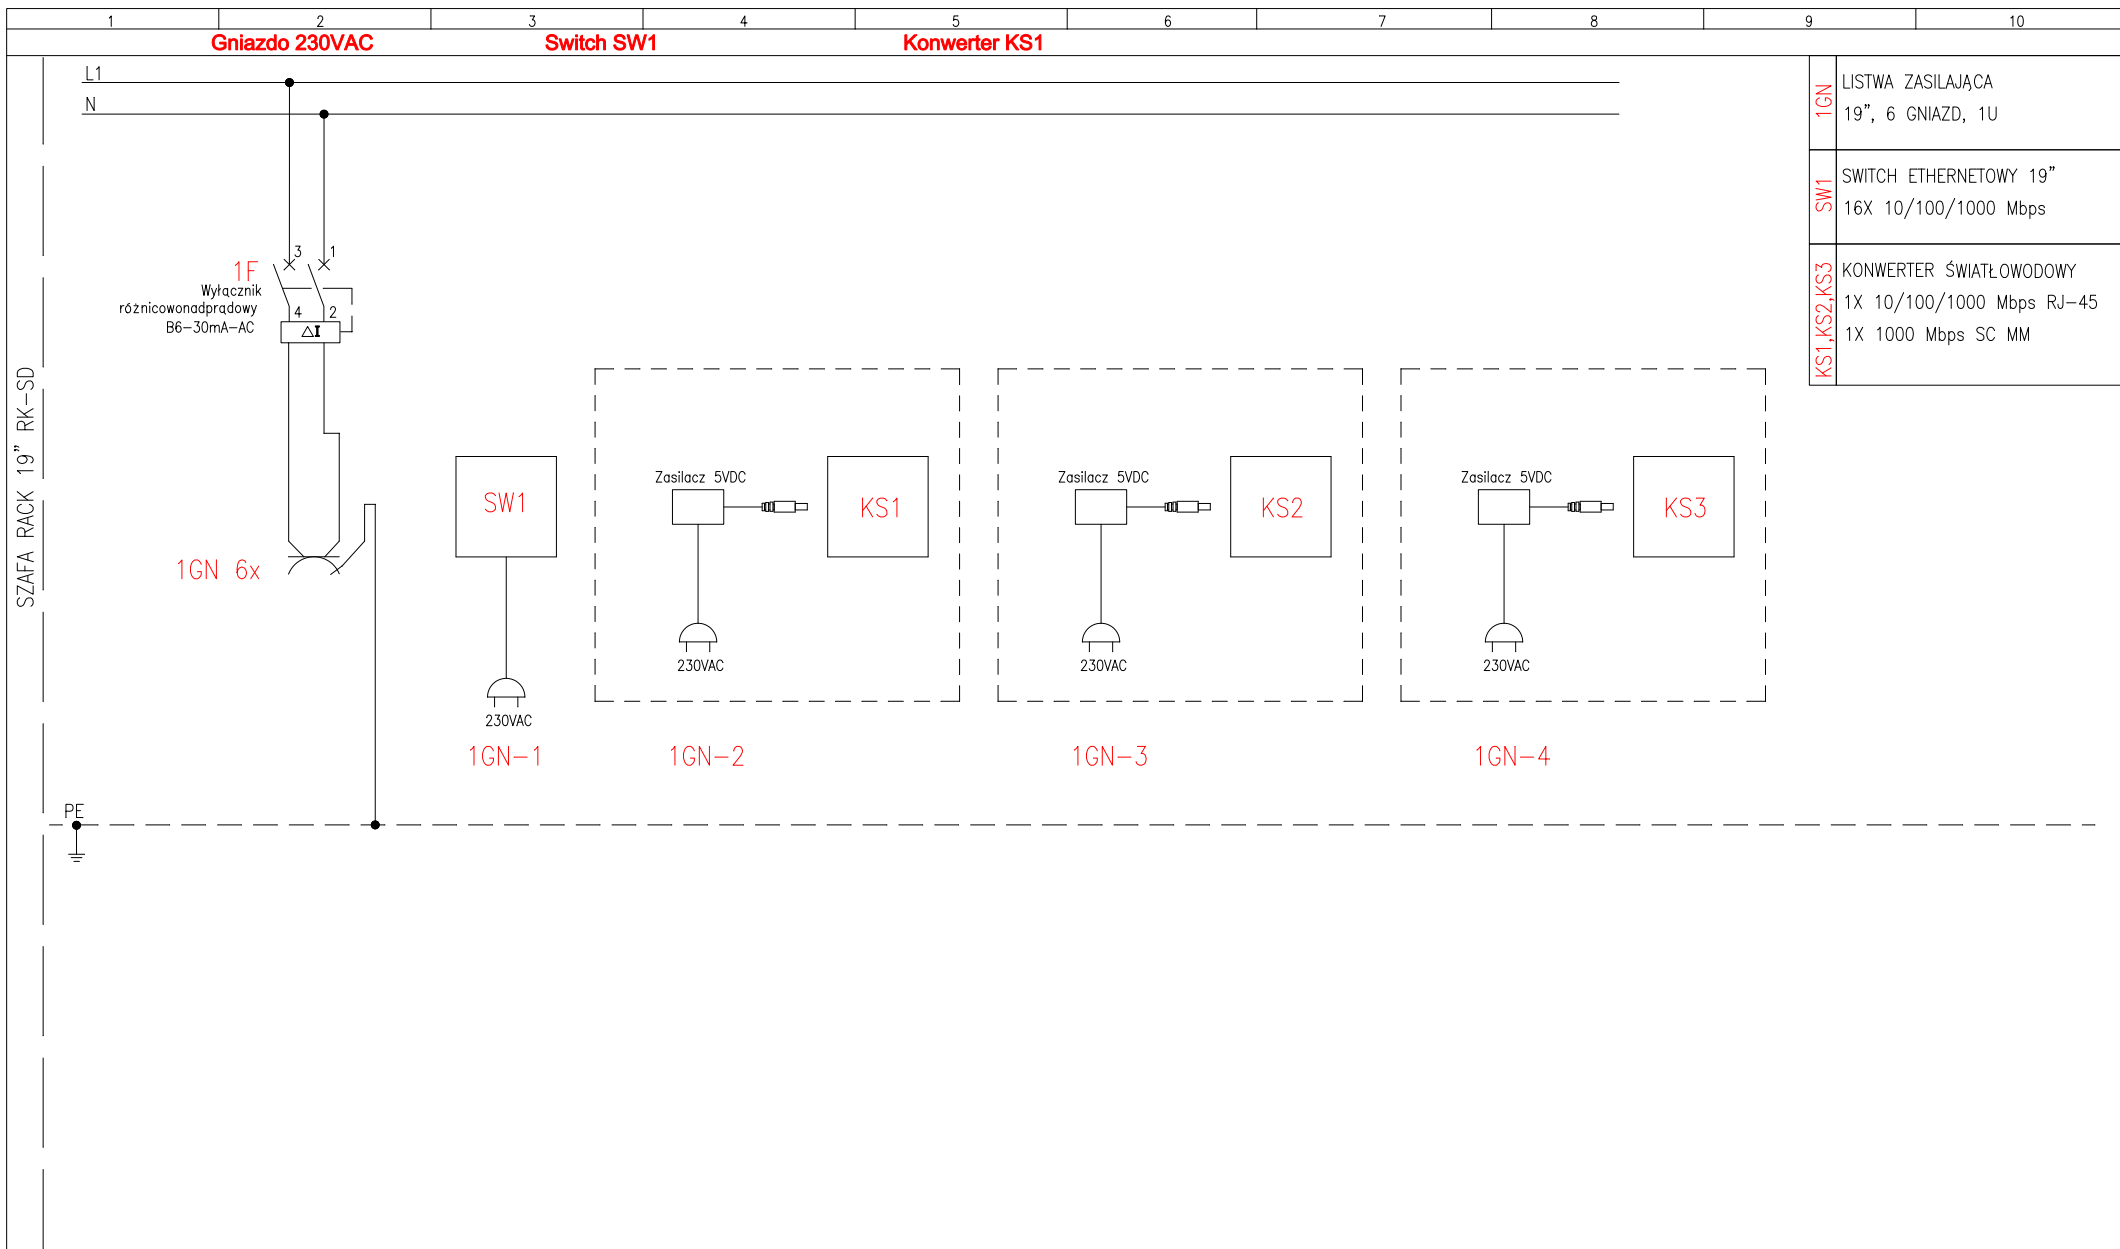 1 2 3 4 5 6 7 8 9 10
Gniazdo 230VAC Switch SW1 Konwerter KS1
L1
N
1GN
LISTWA ZASILAJĄCA
19", 6 GNIAZD, 1U
SW1
SWITCH ETHERNETOWY 19"
16X 10/100/1000 Mbps
KS1,KS2,KS3
KONWERTER ŚWIATŁOWODOWY
1X 10/100/1000 Mbps RJ-45
1X 1000 Mbps SC MM
SZAFA RACK 19" RK-SD
3 1
1F
Wyłącznik
różnicowonadprądowy
B6-30mA-AC
4 2
△I
1GN 6x
SW1
230VAC
1GN-1
Zasilacz 5VDC
KS1
230VAC
1GN-2
Zasilacz 5VDC
KS2
230VAC
1GN-3
Zasilacz 5VDC
KS3
230VAC
1GN-4
PE